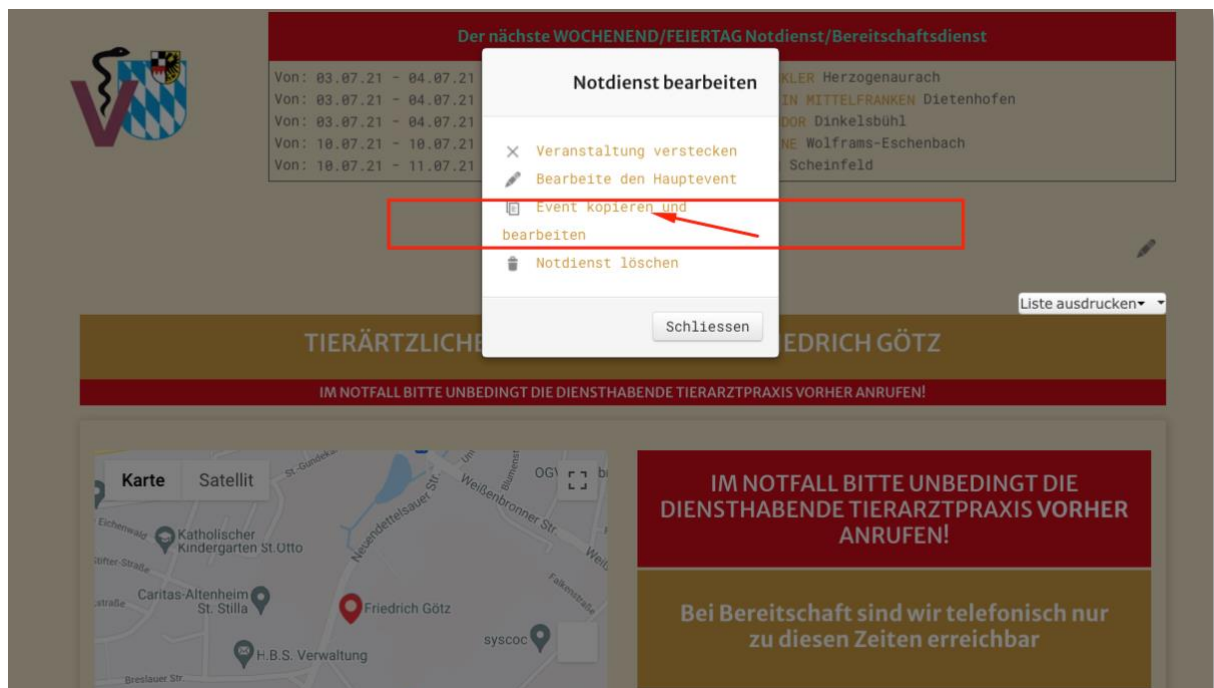 Der nächste WOCHENEND/FEIERTAG Notdienst/Bereitschaftsdienst
Von: 03.07.21 - 04.07.21 KLER Herzogenaurach
Von: 03.07.21 - 04.07.21 IN MITTELFRANKEN Dietenhofen
Von: 03.07.21 - 04.07.21 DOR Dinkelsbühl
Von: 10.07.21 - 10.07.21 NE Wolframs-Eschenbach
Von: 10.07.21 - 11.07.21 Scheinfeld
Notdienst bearbeiten
Veranstaltung verstecken
Bearbeite den Hauptevent
Event kopieren und
bearbeiten
Notdienst löschen
Schliessen
Liste ausdrucken
TIERÄRTZLICHE EDRICH GÖTZ
IM NOTFALL BITTE UNBEDINGT DIE DIENSTHABENDE TIERARZTPRAXIS VORHER ANRUFEN!
Karte Satellit
Neuendettelsauer Str.
Weißenbronner Str.
Eichenwald
Katholischer
Kindergarten St.Otto
Caritas-Altenheim
St. Stilla
Friedrich Götz
Falkenstraße
syscoc
H.B.S. Verwaltung
Breslauer Str.
IM NOTFALL BITTE UNBEDINGT DIE
DIENSTHABENDE TIERARZTPRAXIS VORHER
ANRUFEN!
Bei Bereitschaft sind wir telefonisch nur
zu diesen Zeiten erreichbar